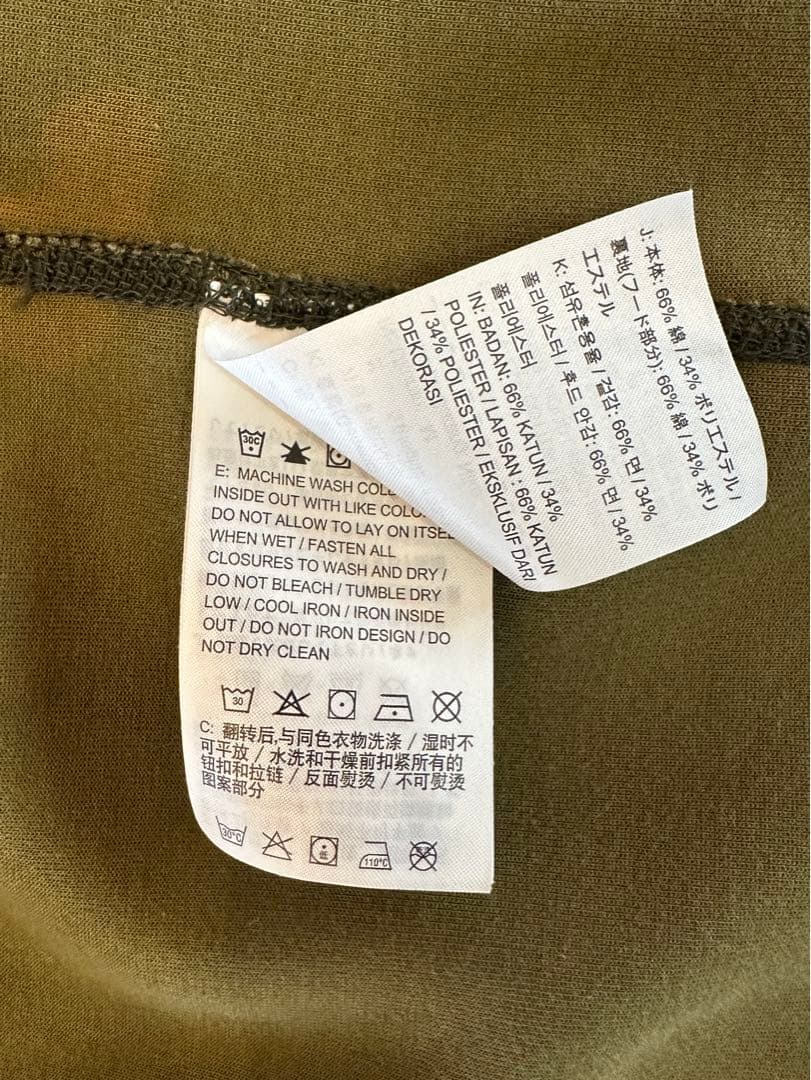 J: 本体: 66% 綿 / 34% ポリエステル /
裏地(フード部分): 66% 綿 / 34% ポリ
エステル
K: 섬유혼용율 / 겉감: 66% 면 / 34%
폴리에스터 / 후드 안감: 66% 면 / 34%
폴리에스터
IN: BADAN: 66% KATUN / 34%
POLIESTER / LAPISAN : 66% KATUN
/ 34% POLIESTER / EKSKLUSIF DARI
DEKORASI
30C
E: MACHINE WASH COL
INSIDE OUT WITH LIKE COLO
DO NOT ALLOW TO LAY ON ITSEL
WHEN WET / FASTEN ALL
CLOSURES TO WASH AND DRY /
DO NOT BLEACH / TUMBLE DRY
LOW / COOL IRON / IRON INSIDE
OUT / DO NOT IRON DESIGN / DO
NOT DRY CLEAN
30
C: 翻转后,与同色衣物洗涤 / 湿时不
可平放 / 水洗和干燥前扣紧所有的
钮扣和拉链 / 反面熨烫 / 不可熨烫
图案部分
30°C 低 110°C 干洗